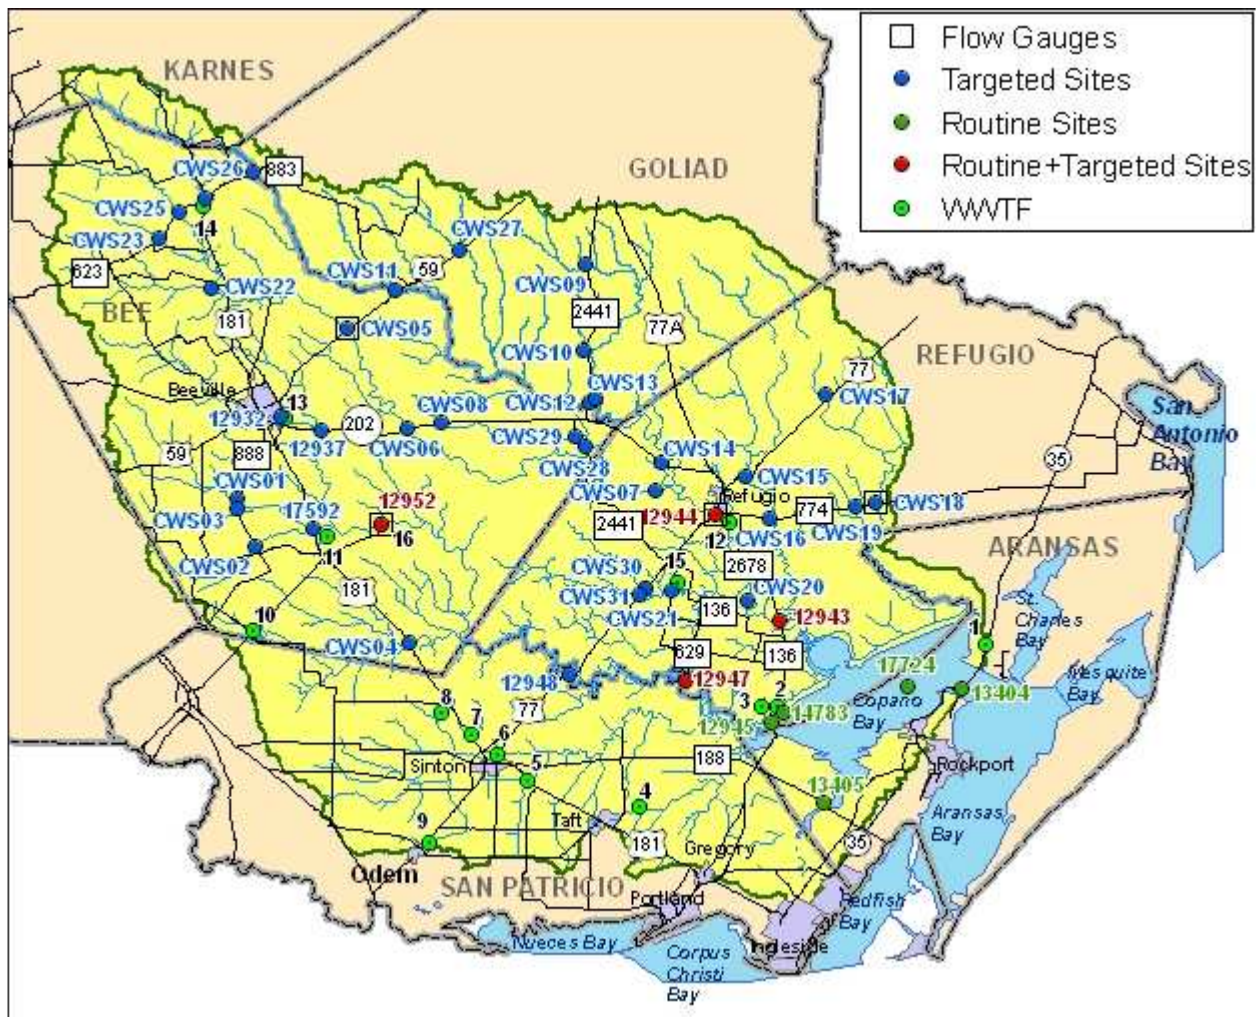 Flow Gauges
Targeted Sites
Routine Sites
Routine+Targeted Sites
WWTF
KARNES
GOLIAD
CWS26
883
CWS25
14
CWS23
CWS27
623
CWS22
CWS11
59
CWS09
BEE
181
CWS05
2441
77A
REFUGIO
CWS10
77
Beeville
13
CWS13
CWS17
12932
CWS08
CWS12
San
Antonio
Bay
202
12937
CWS06
CWS29
CWS14
59
888
CWS28
35
CWS01
CWS07
CWS15
Refugio
CWS03
17592
12952
2441
12944
774
CWS18
16
12
CWS16
CWS19
CWS02
11
ARANSAS
2678
CWS30
15
181
CWS31
CWS20
CWS21
136
St.
Charles
Bay
10
12943
1
CWS04
629
136
12948
12947
17724
Mesquite
Bay
8
77
3
2
13404
Copano
Bay
7
14783
12945
6
188
Sinton
5
Rockport
13405
4
Aransas
Bay
9
Taft
181
35
Gregory
Odem
SAN PATRICIO
Portland
Redfish
Bay
Nueces Bay
Ingleside
Corpus
Christi
Bay